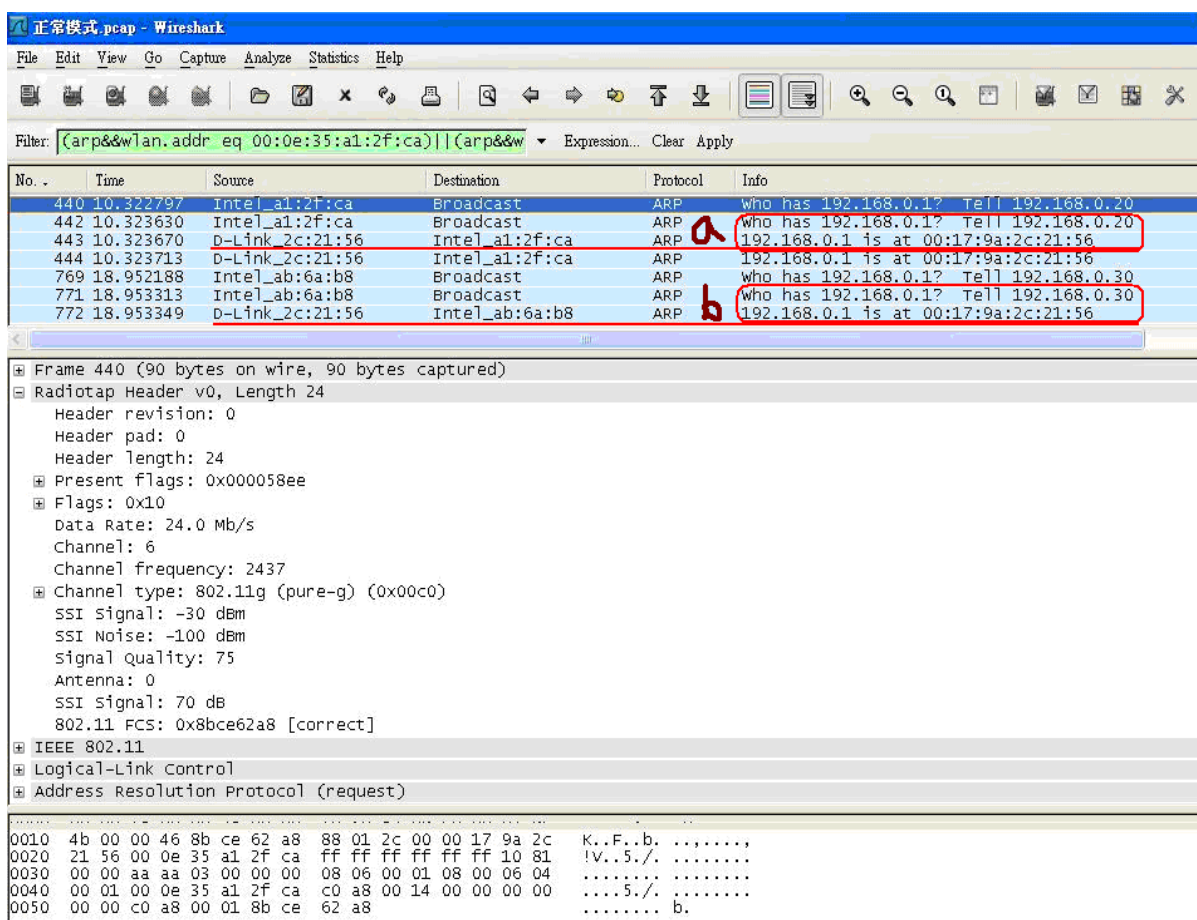 正常模式.pcap - Wireshark
File Edit View Go Capture Analyze Statistics Help
Filter: (arp&&wlan.addr eq 00:0e:35:a1:2f:ca)||(arp&&w Expression... Clear Apply
No. . Time Source Destination Protocol Info
440 10.322797 Intel_a1:2f:ca Broadcast ARP who has 192.168.0.1? Tell 192.168.0.20
442 10.323630 Intel_a1:2f:ca Broadcast ARP who has 192.168.0.1? Tell 192.168.0.20
a
443 10.323670 D-Link_2c:21:56 Intel_a1:2f:ca ARP 192.168.0.1 is at 00:17:9a:2c:21:56
444 10.323713 D-Link_2c:21:56 Intel_a1:2f:ca ARP 192.168.0.1 is at 00:17:9a:2c:21:56
769 18.952188 Intel_ab:6a:b8 Broadcast ARP who has 192.168.0.1? Tell 192.168.0.30
771 18.953313 Intel_ab:6a:b8 Broadcast ARP who has 192.168.0.1? Tell 192.168.0.30
b
772 18.953349 D-Link_2c:21:56 Intel_ab:6a:b8 ARP 192.168.0.1 is at 00:17:9a:2c:21:56
Frame 440 (90 bytes on wire, 90 bytes captured)
Radiotap Header v0, Length 24
Header revision: 0
Header pad: 0
Header length: 24
Present flags: 0x000058ee
Flags: 0x10
Data Rate: 24.0 Mb/s
Channel: 6
Channel frequency: 2437
Channel type: 802.11g (pure-g) (0x00c0)
SSI Signal: -30 dBm
SSI Noise: -100 dBm
Signal Quality: 75
Antenna: 0
SSI Signal: 70 dB
802.11 FCS: 0x8bce62a8 [correct]
IEEE 802.11
Logical-Link Control
Address Resolution Protocol (request)
0010 4b 00 00 46 8b ce 62 a8 88 01 2c 00 00 17 9a 2c K..F..b. ..,....,
0020 21 56 00 0e 35 a1 2f ca ff ff ff ff ff ff 10 81 !V..5./. ........
0030 00 00 aa aa 03 00 00 00 08 06 00 01 08 00 06 04 ........ ........
0040 00 01 00 0e 35 a1 2f ca c0 a8 00 14 00 00 00 00 ....5./. ........
0050 00 00 c0 a8 00 01 8b ce 62 a8 ........ b.